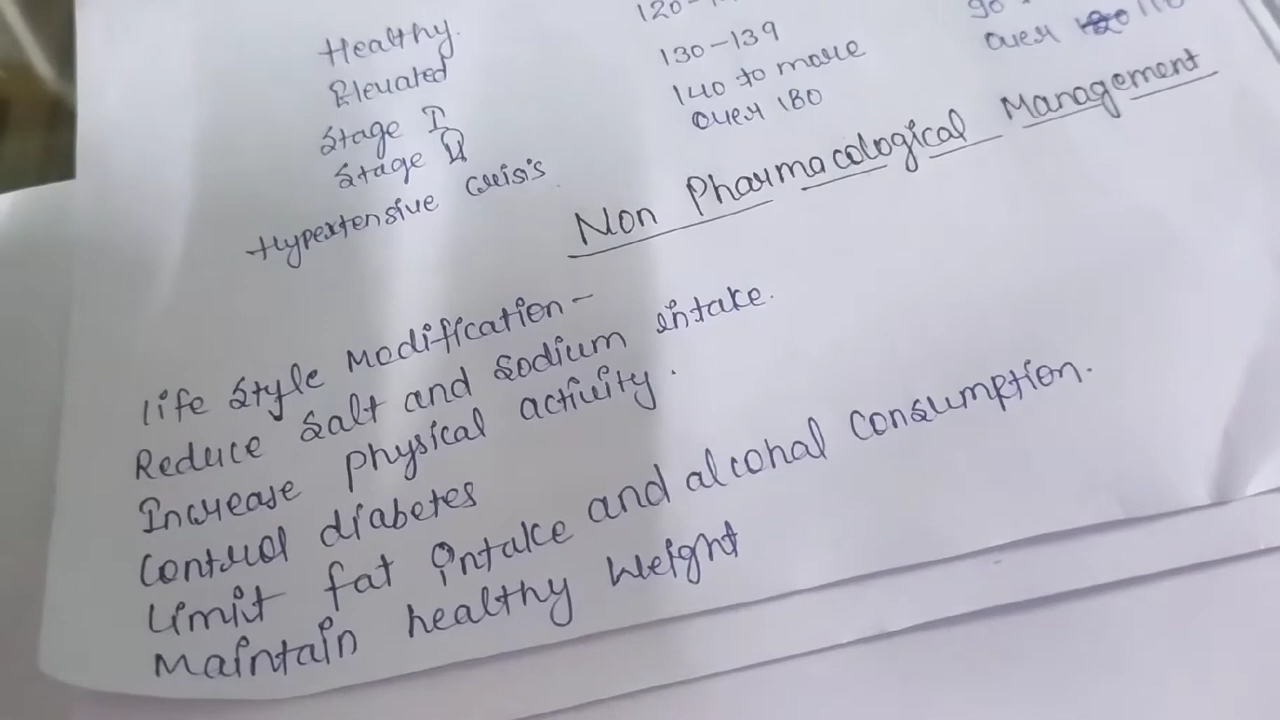 Healthy.
Elevated
Stage I
Stage II
Hypertensive Crisis
120-
130-139
140 to more
over 180
90
over 110
Non Pharmacological Management
Life Style Modification-
Reduce Salt and Sodium intake.
Increase physical activity.
Control diabetes
Limit fat intake and alcohal consumption.
Maintain healthy weight